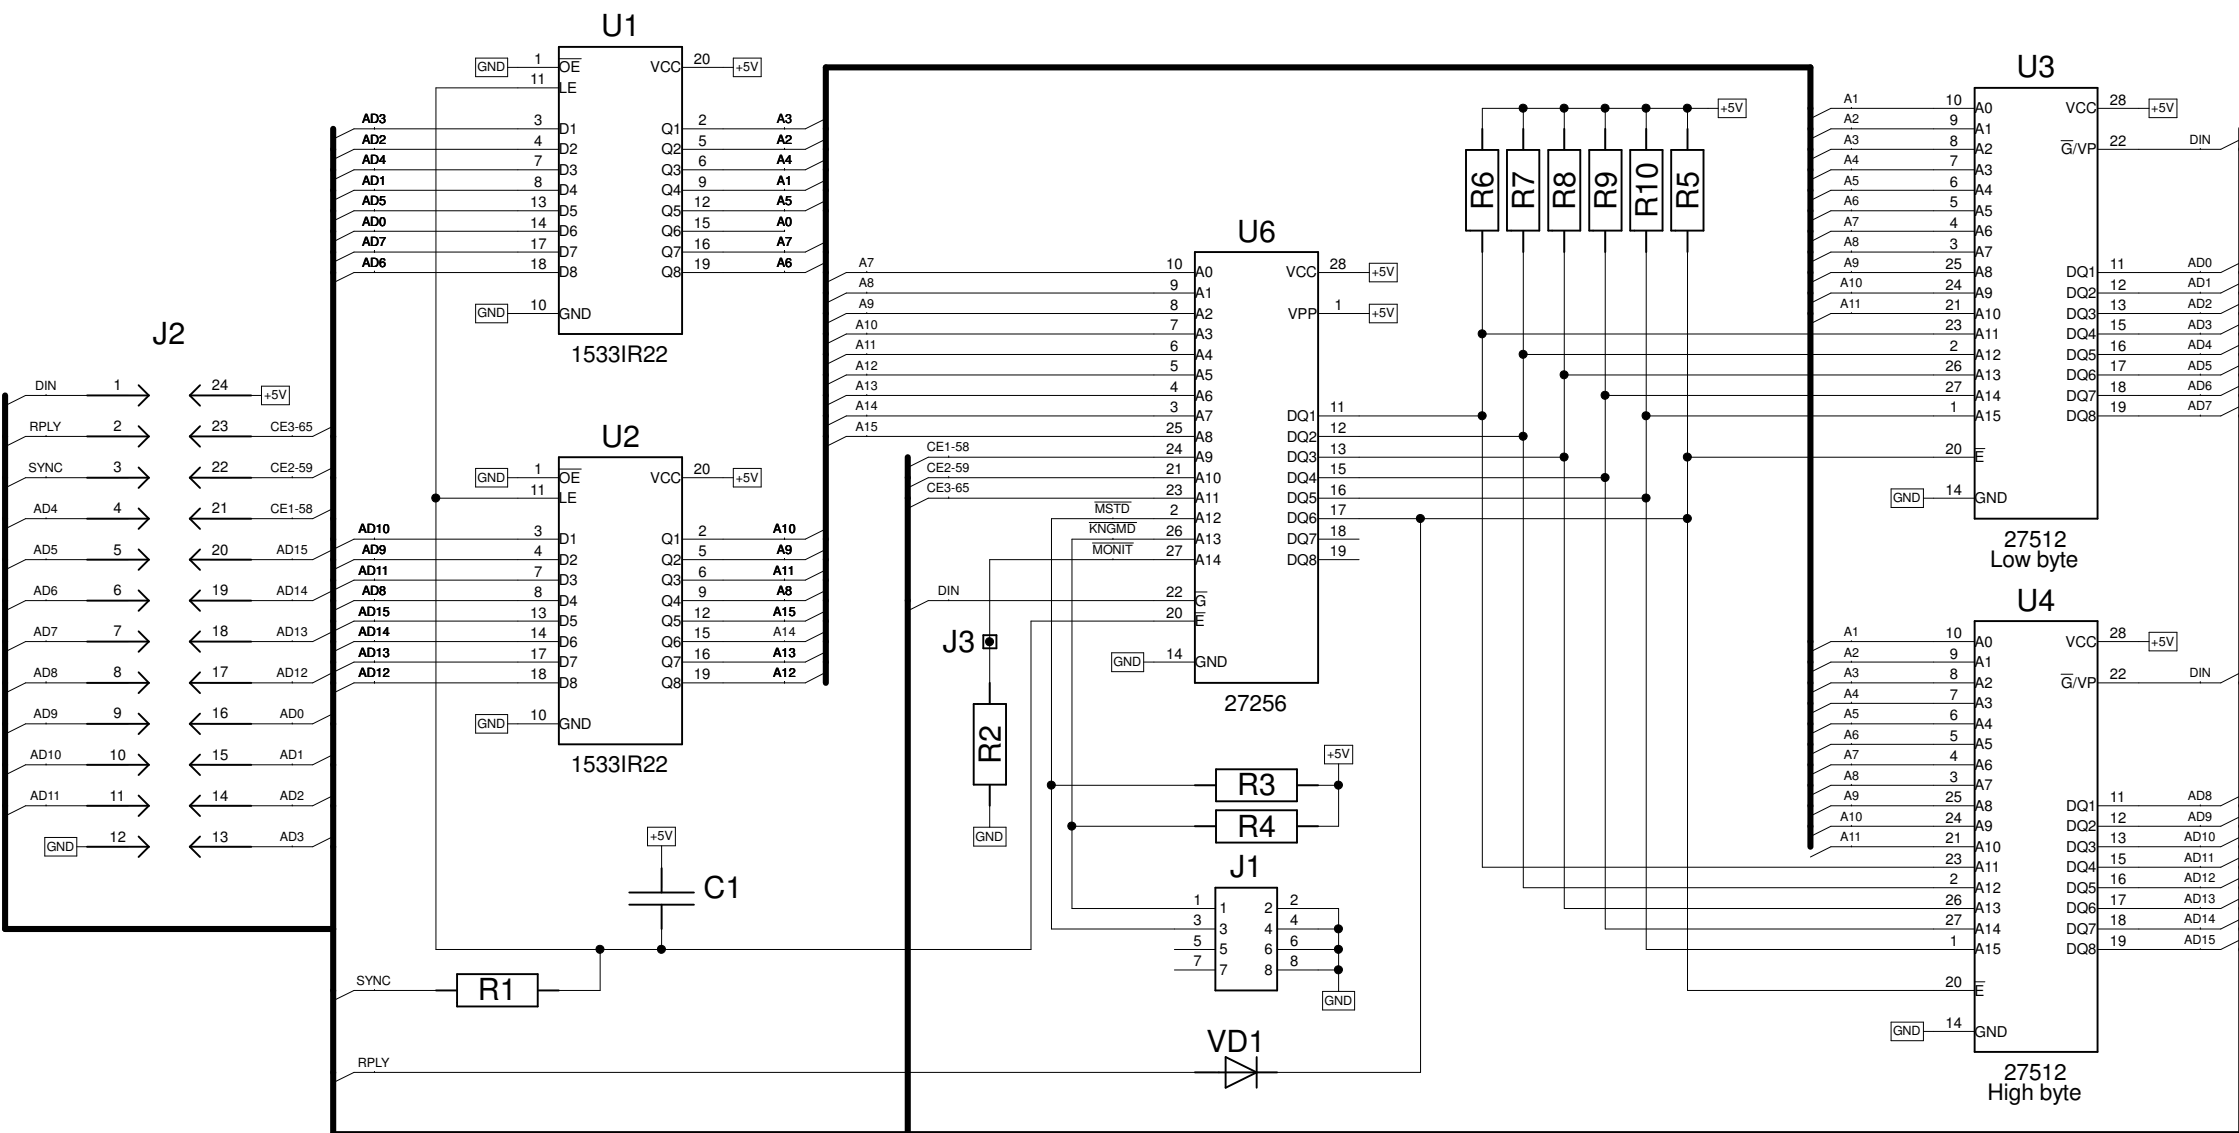 U1
GND 1 OE VCC 20 +5V
11 LE
AD3 3 D1 Q1 2 A3
AD2 4 D2 Q2 5 A2
AD4 7 D3 Q3 6 A4
AD1 8 D4 Q4 9 A1
AD5 13 D5 Q5 12 A5
AD0 14 D6 Q6 15 A0
AD7 17 D7 Q7 16 A7
AD6 18 D8 Q8 19 A6
GND 10 GND
1533IR22
J2
DIN 1 24 +5V
RPLY 2 23 CE3-65
SYNC 3 22 CE2-59
AD4 4 21 CE1-58
AD5 5 20 AD15
AD6 6 19 AD14
AD7 7 18 AD13
AD8 8 17 AD12
AD9 9 16 AD0
AD10 10 15 AD1
AD11 11 14 AD2
GND 12 13 AD3
U2
GND 1 OE VCC 20 +5V
11 LE
AD10 3 D1 Q1 2 A10
AD9 4 D2 Q2 5 A9
AD11 7 D3 Q3 6 A11
AD8 8 D4 Q4 9 A8
AD15 13 D5 Q5 12 A15
AD14 14 D6 Q6 15 A14
AD13 17 D7 Q7 16 A13
AD12 18 D8 Q8 19 A12
GND 10 GND
1533IR22
+5V
C1
SYNC R1
RPLY VD1
U6
A7 10 A0 VCC 28 +5V
A8 9 A1
A9 8 A2 VPP 1 +5V
A10 7 A3
A11 6 A4
A12 5 A5
A13 4 A6
A14 3 A7 DQ1 11
A15 25 A8 DQ2 12
CE1-58 24 A9 DQ3 13
CE2-59 21 A10 DQ4 15
CE3-65 23 A11 DQ5 16
MSTD 2 A12 DQ6 17
KNGMD 26 A13 DQ7 18
MONIT 27 A14 DQ8 19
DIN 22 G
20 E
GND 14 GND
27256
J3
R2
GND
+5V
R3
R4
J1
1 1 2 2
3 3 4 4
5 5 6 6
7 7 8 8
GND
+5V
R6 R7 R8 R9 R10 R5
U3
A1 10 A0 VCC 28 +5V
A2 9 A1
A3 8 A2 G/VP 22 DIN
A4 7 A3
A5 6 A4
A6 5 A5
A7 4 A6
A8 3 A7
A9 25 A8 DQ1 11 AD0
A10 24 A9 DQ2 12 AD1
A11 21 A10 DQ3 13 AD2
23 A11 DQ4 15 AD3
2 A12 DQ5 16 AD4
26 A13 DQ6 17 AD5
27 A14 DQ7 18 AD6
1 A15 DQ8 19 AD7
20 E
GND 14 GND
27512
Low byte
U4
A1 10 A0 VCC 28 +5V
A2 9 A1
A3 8 A2 G/VP 22 DIN
A4 7 A3
A5 6 A4
A6 5 A5
A7 4 A6
A8 3 A7
A9 25 A8 DQ1 11 AD8
A10 24 A9 DQ2 12 AD9
A11 21 A10 DQ3 13 AD10
23 A11 DQ4 15 AD11
2 A12 DQ5 16 AD12
26 A13 DQ6 17 AD13
27 A14 DQ7 18 AD14
1 A15 DQ8 19 AD15
20 E
GND 14 GND
27512
High byte